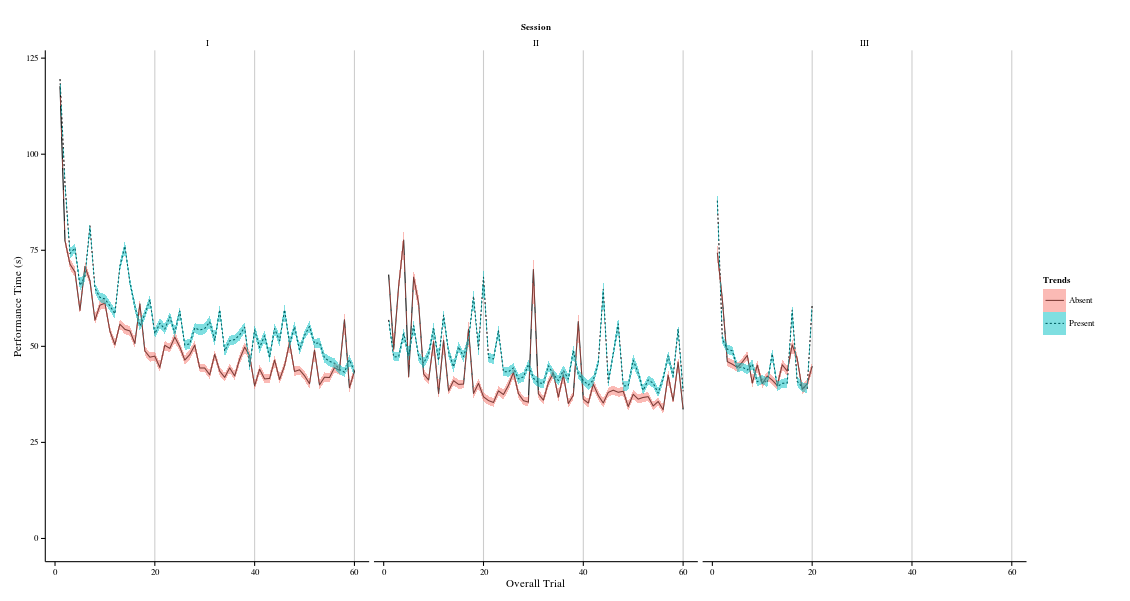 Session
I II III
125
100
75
50
25
0
Performance Time (s)
0 20 40 60 0 20 40 60 0 20 40 60
Overall Trial
Trends
Absent
Present